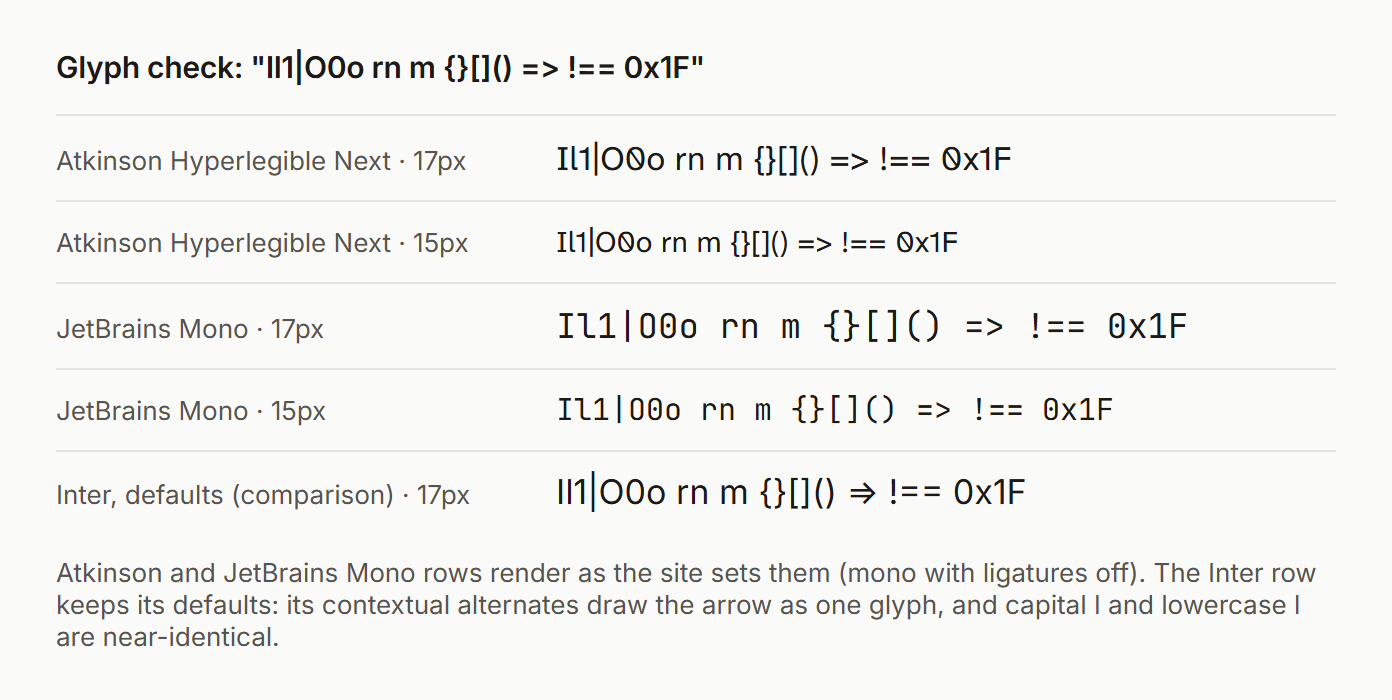 Glyph check: "Il1|O0o rn m {}[]() => !== 0x1F"
Atkinson Hyperlegible Next · 17px Il1|O0o rn m {}[]() => !== 0x1F
Atkinson Hyperlegible Next · 15px Il1|O0o rn m {}[]() => !== 0x1F
JetBrains Mono · 17px Il1|O0o rn m {}[]() => !== 0x1F
JetBrains Mono · 15px Il1|O0o rn m {}[]() => !== 0x1F
Inter, defaults (comparison) · 17px Il1|O0o rn m {}[]() => !== 0x1F
Atkinson and JetBrains Mono rows render as the site sets them (mono with ligatures off). The Inter row
keeps its defaults: its contextual alternates draw the arrow as one glyph, and capital I and lowercase l
are near-identical.